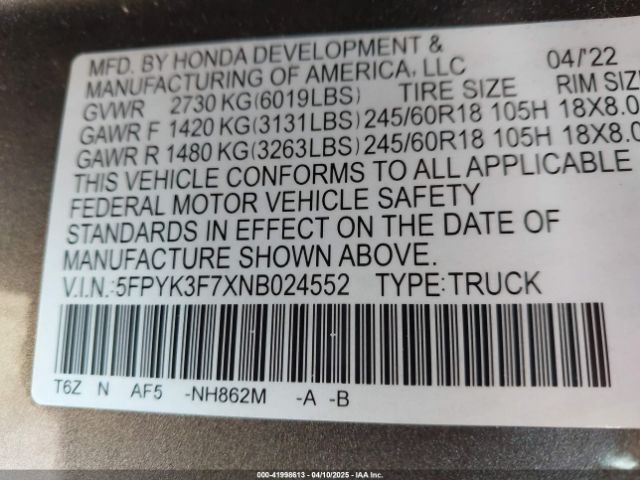 MFD. BY HONDA DEVELOPMENT & 04/'22
MANUFACTURING OF AMERICA, LLC TIRE SIZE RIM SIZE
GVWR 2730 KG(6019LBS)
GAWR F 1420 KG(3131LBS) 245/60R18 105H 18X8.0
GAWR R 1480 KG(3263LBS) 245/60R18 105H 18X8.0
THIS VEHICLE CONFORMS TO ALL APPLICABLE
FEDERAL MOTOR VEHICLE SAFETY
STANDARDS IN EFFECT ON THE DATE OF
MANUFACTURE SHOWN ABOVE.
V.I.N.:5FPYK3F7XNB024552 TYPE:TRUCK
T6Z N AF5 -NH862M -A -B
000-41998613 - 04/10/2025 - IAA Inc.